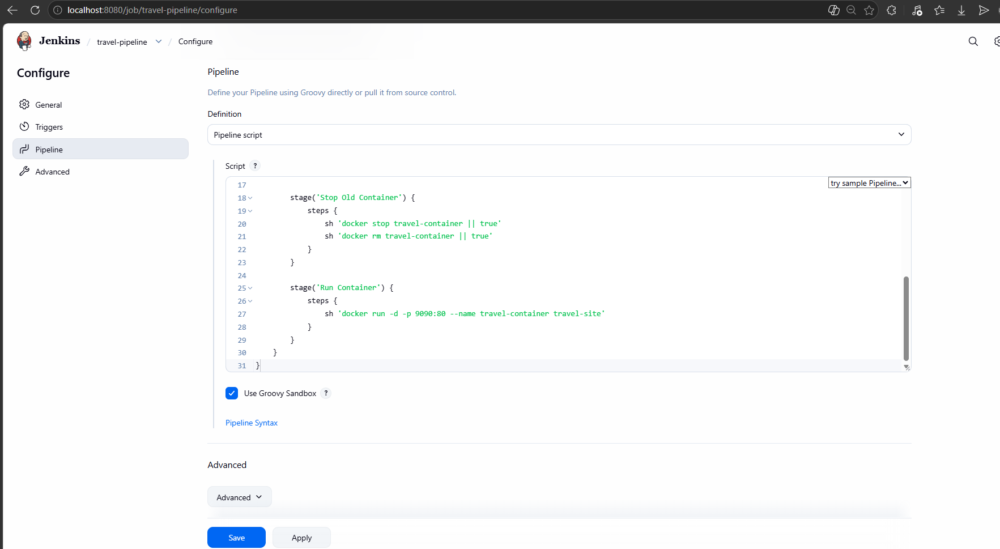 localhost:8080/job/travel-pipeline/configure
Jenkins / travel-pipeline / Configure
Configure
General
Triggers
Pipeline
Advanced
Pipeline
Define your Pipeline using Groovy directly or pull it from source control.
Definition
Pipeline script
Script ?
try sample Pipeline...
17
18 stage('Stop Old Container') {
19 steps {
20 sh 'docker stop travel-container || true'
21 sh 'docker rm travel-container || true'
22 }
23 }
24
25 stage('Run Container') {
26 steps {
27 sh 'docker run -d -p 9090:80 --name travel-container travel-site'
28 }
29 }
30 }
31 }
Use Groovy Sandbox ?
Pipeline Syntax
Advanced
Advanced
Save Apply